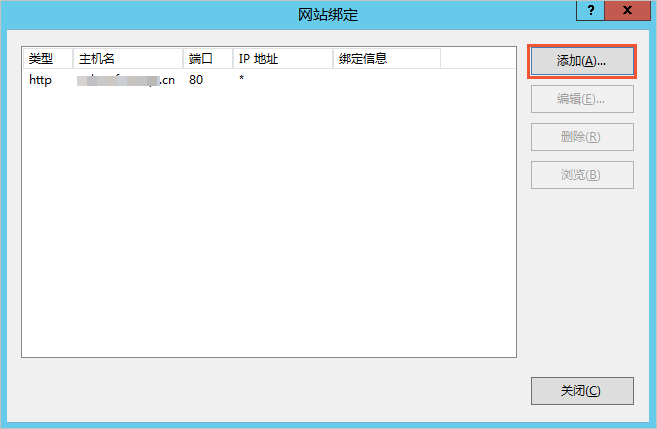 网站绑定
? x
类型 主机名 端口 IP 地址 绑定信息
http .cn 80 *
添加(A)...
编辑(E)...
删除(R)
浏览(B)
关闭(C)